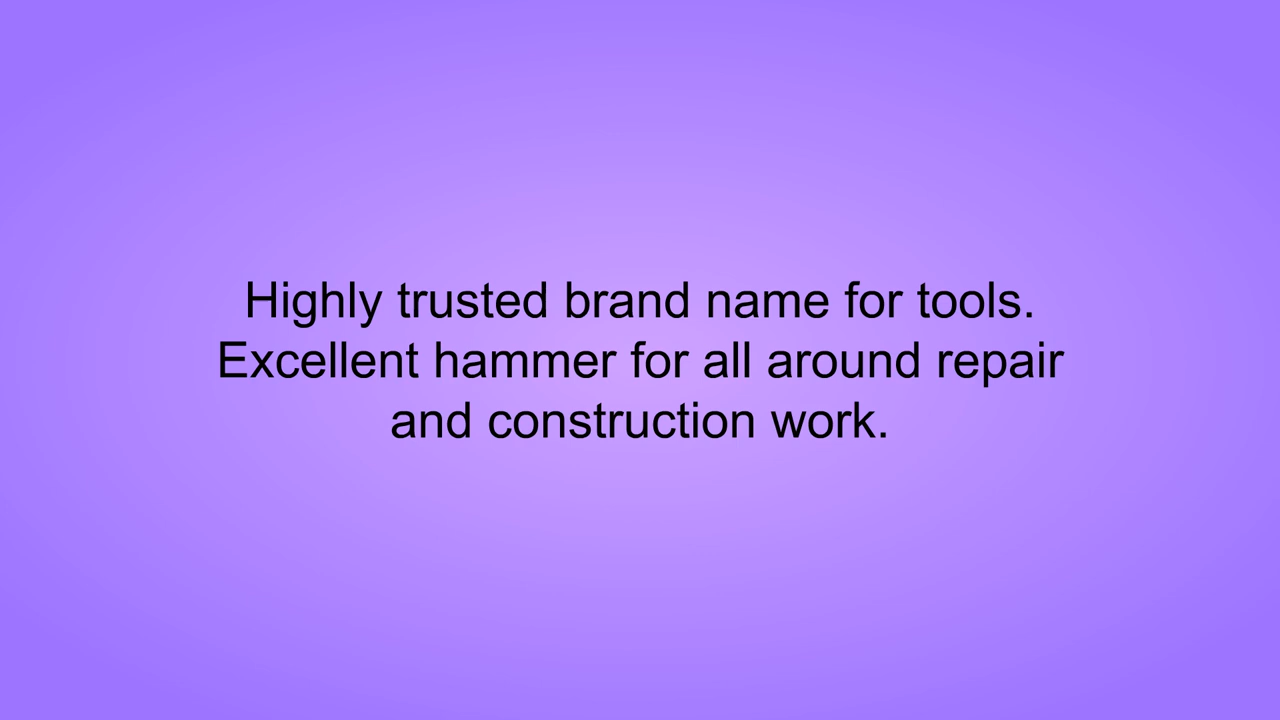 Highly trusted brand name for tools.
Excellent hammer for all around repair
and construction work.